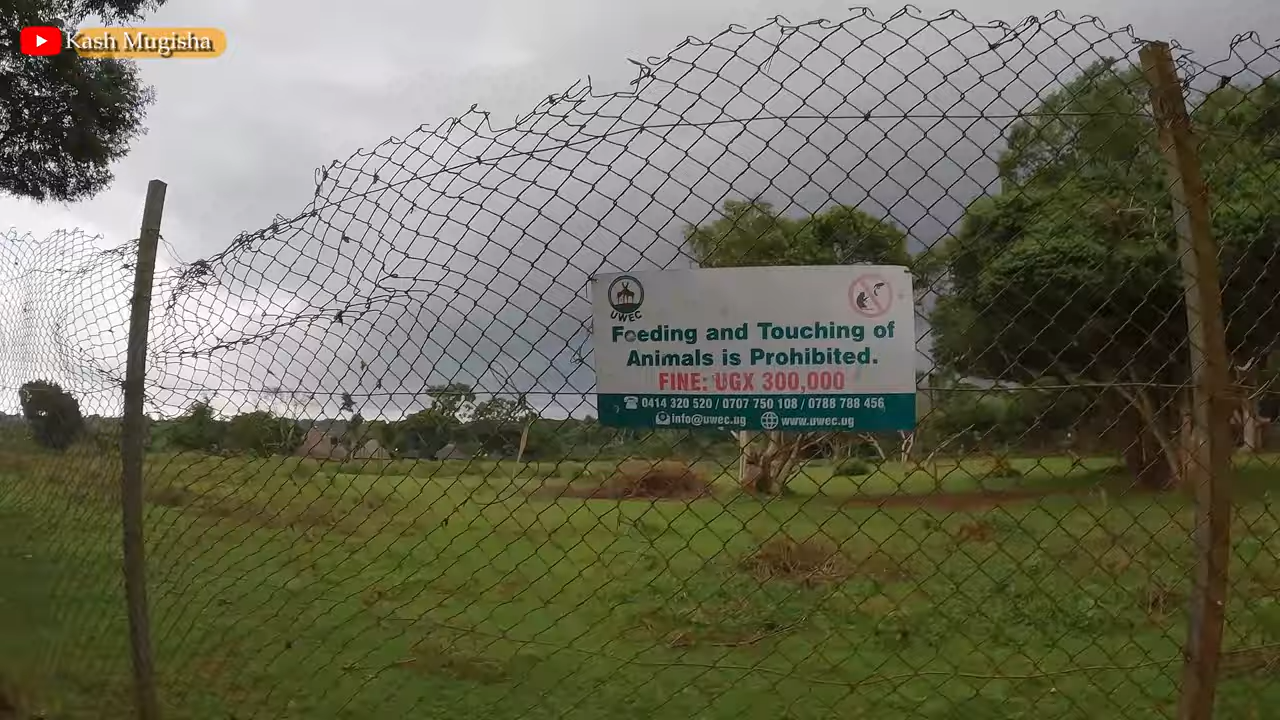 Kash Mugisha
UWEC
Feeding and Touching of
Animals is Prohibited.
FINE: UGX 300,000
0414 320 520 / 0707 750 108 / 0788 788 456
info@uwec.ug www.uwec.ug